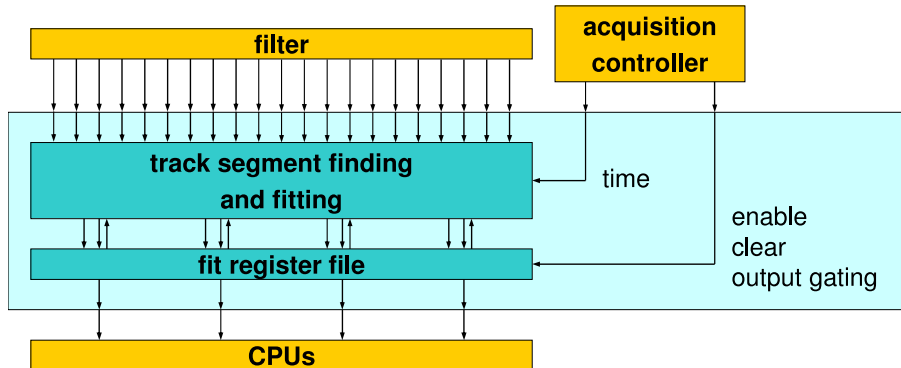 filter
acquisition
controller
track segment finding
and fitting
time
enable
clear
output gating
fit register file
CPUs